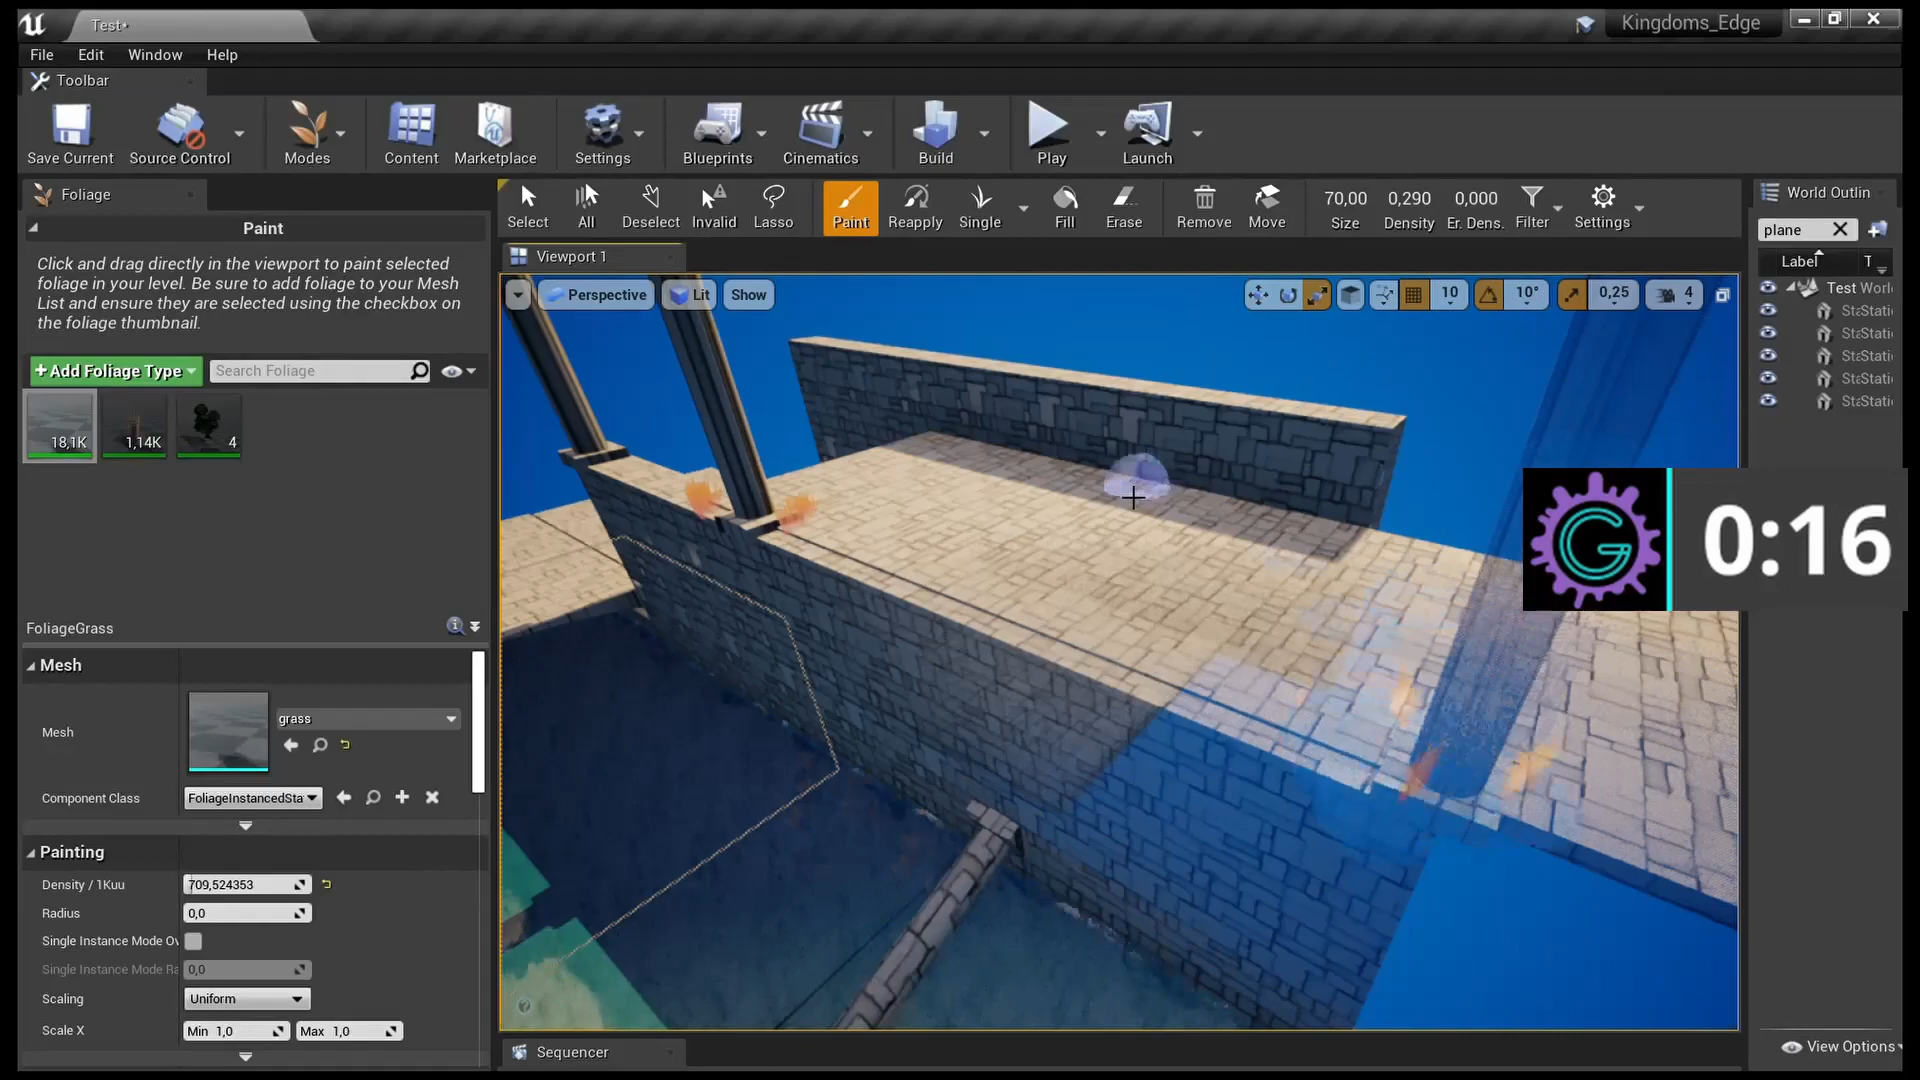 Test•
Kingdoms_Edge
File Edit Window Help
Toolbar
Save Current Source Control Modes Content Marketplace Settings Blueprints Cinematics Build Play Launch
Foliage
Select All Deselect Invalid Lasso Paint Reapply Single Fill Erase Remove Move
70,00 0,290 0,000
Size Density Er. Dens. Filter Settings
World Outlin
Paint
plane
Click and drag directly in the viewport to paint selected
foliage in your level. Be sure to add foliage to your Mesh
List and ensure they are selected using the checkbox on
the foliage thumbnail.
Viewport 1
Label T
Perspective Lit Show 10 10° 0,25 4
Test Worl
StaStatic
StaStatic
StaStatic
StaStatic
StaStatic
+Add Foliage Type Search Foliage
18,1K 1,14K 4
G 0:16
FoliageGrass
Mesh
Mesh grass
Component Class FoliageInstancedSta
Painting
Density / 1Kuu 709,524353
Radius 0,0
Single Instance Mode Ov
Single Instance Mode Ra 0,0
Scaling Uniform
Scale X Min 1,0 Max 1,0
Sequencer
View Options